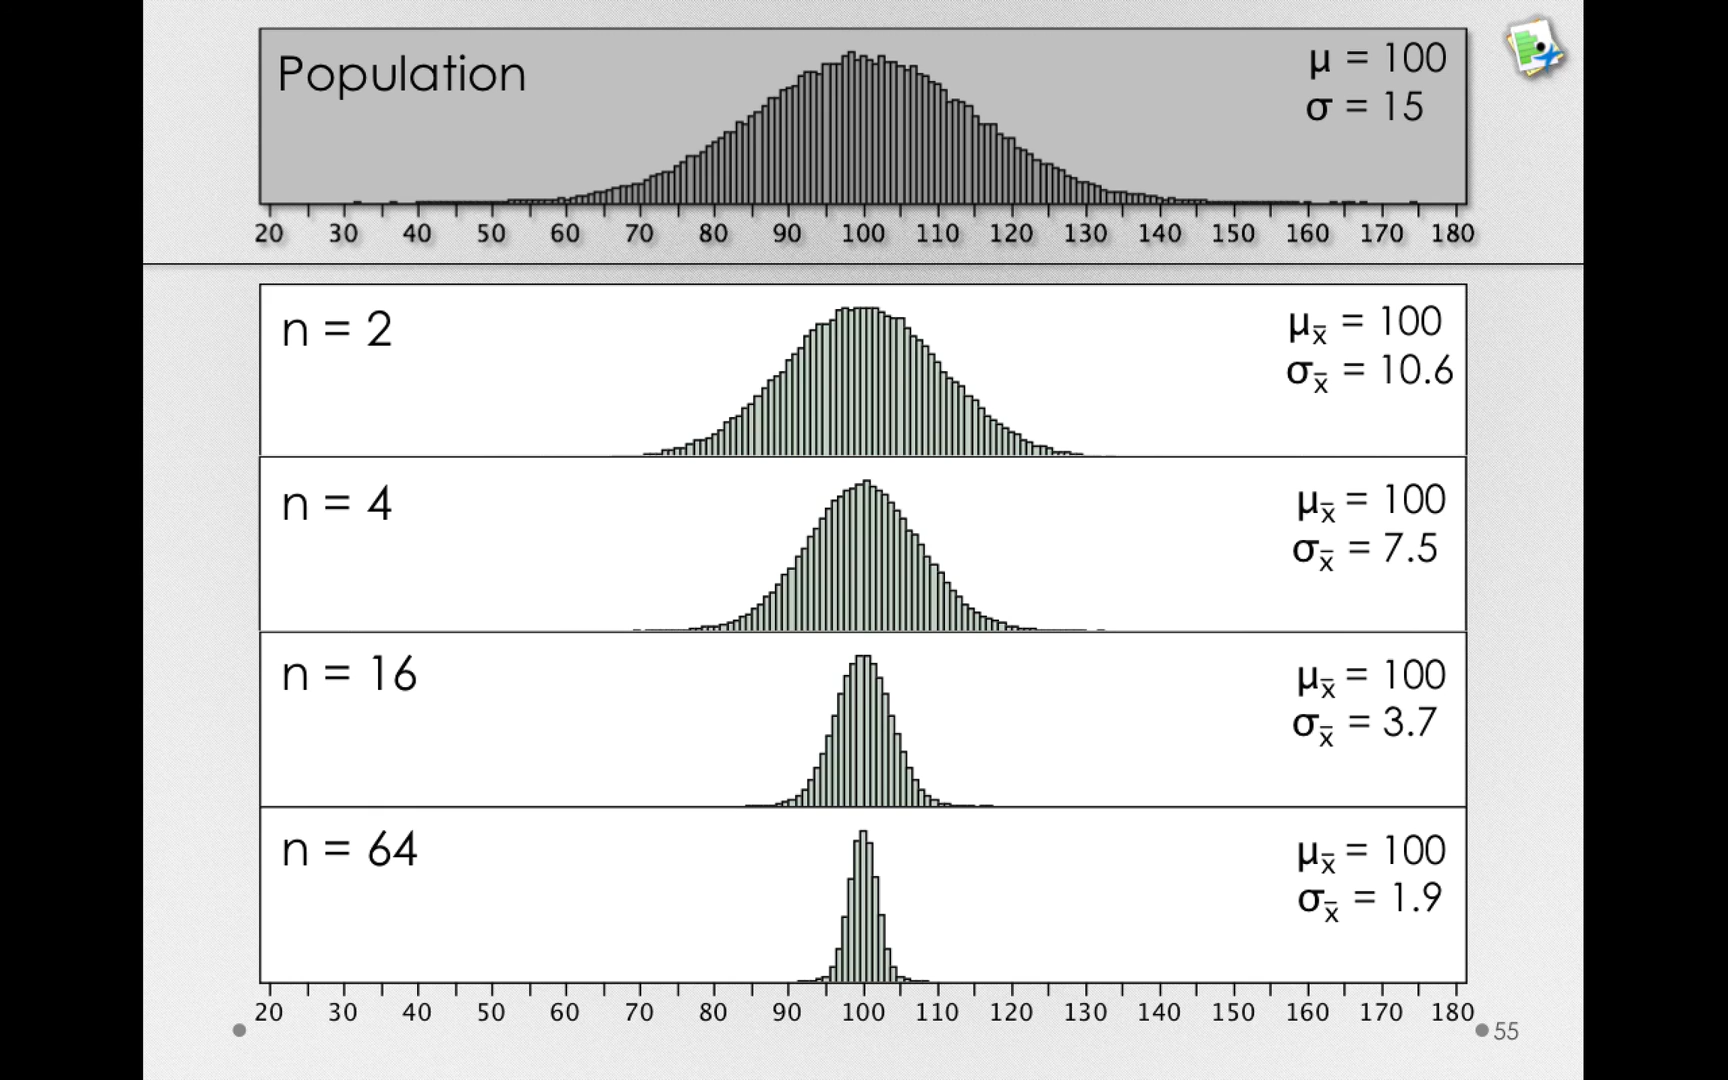 Population
μ = 100
σ = 15
20 30 40 50 60 70 80 90 100 110 120 130 140 150 160 170 180
n = 2
μx̄ = 100
σx̄ = 10.6
n = 4
μx̄ = 100
σx̄ = 7.5
n = 16
μx̄ = 100
σx̄ = 3.7
n = 64
μx̄ = 100
σx̄ = 1.9
20 30 40 50 60 70 80 90 100 110 120 130 140 150 160 170 180
55